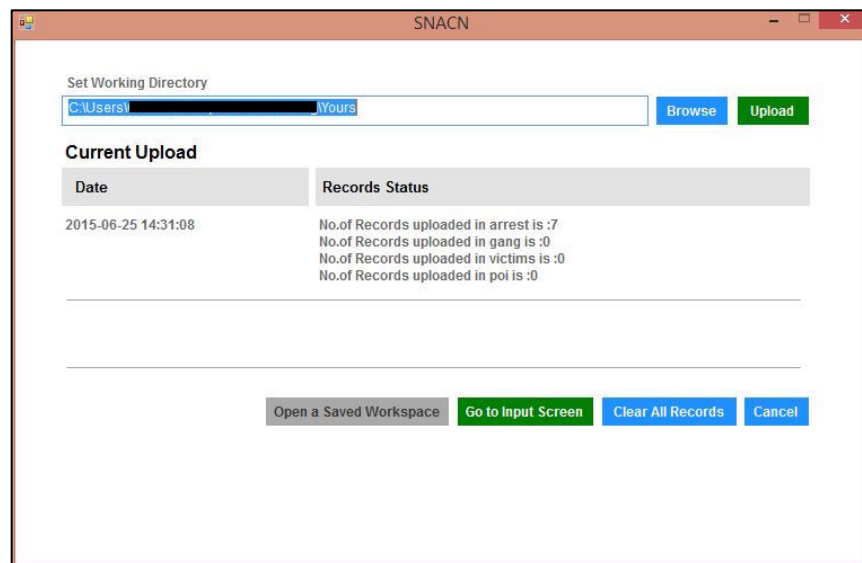 SNACN
Set Working Directory
C:\Users\ \Yours
Browse
Upload
Current Upload
Date
Records Status
2015-06-25 14:31:08
No.of Records uploaded in arrest is :7
No.of Records uploaded in gang is :0
No.of Records uploaded in victims is :0
No.of Records uploaded in poi is :0
Open a Saved Workspace
Go to Input Screen
Clear All Records
Cancel